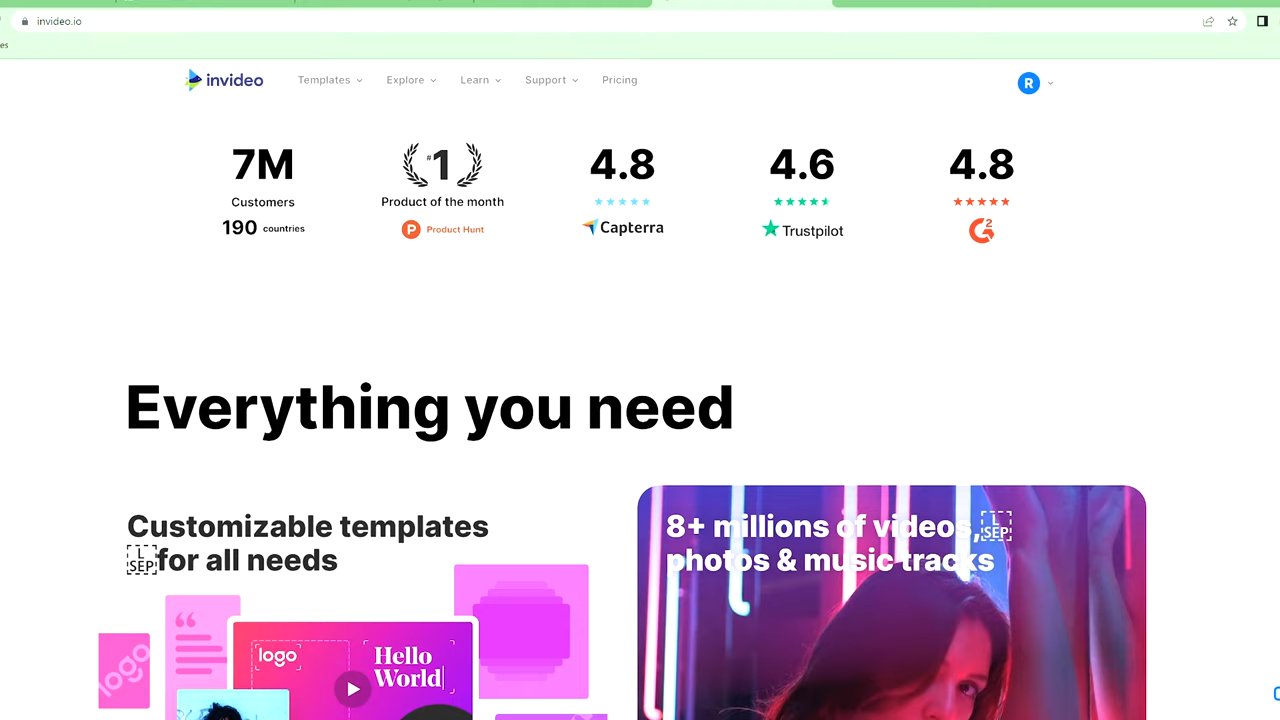 invideo.io
es
invideo
Templates
Explore
Learn
Support
Pricing
R
7M
Customers
190 countries
#1
Product of the month
P Product Hunt
4.8
Capterra
4.6
Trustpilot
4.8
G2
Everything you need
Customizable templates
L SEP for all needs
8+ millions of videos, L SEP
photos & music tracks
logo
logo
Hello
World